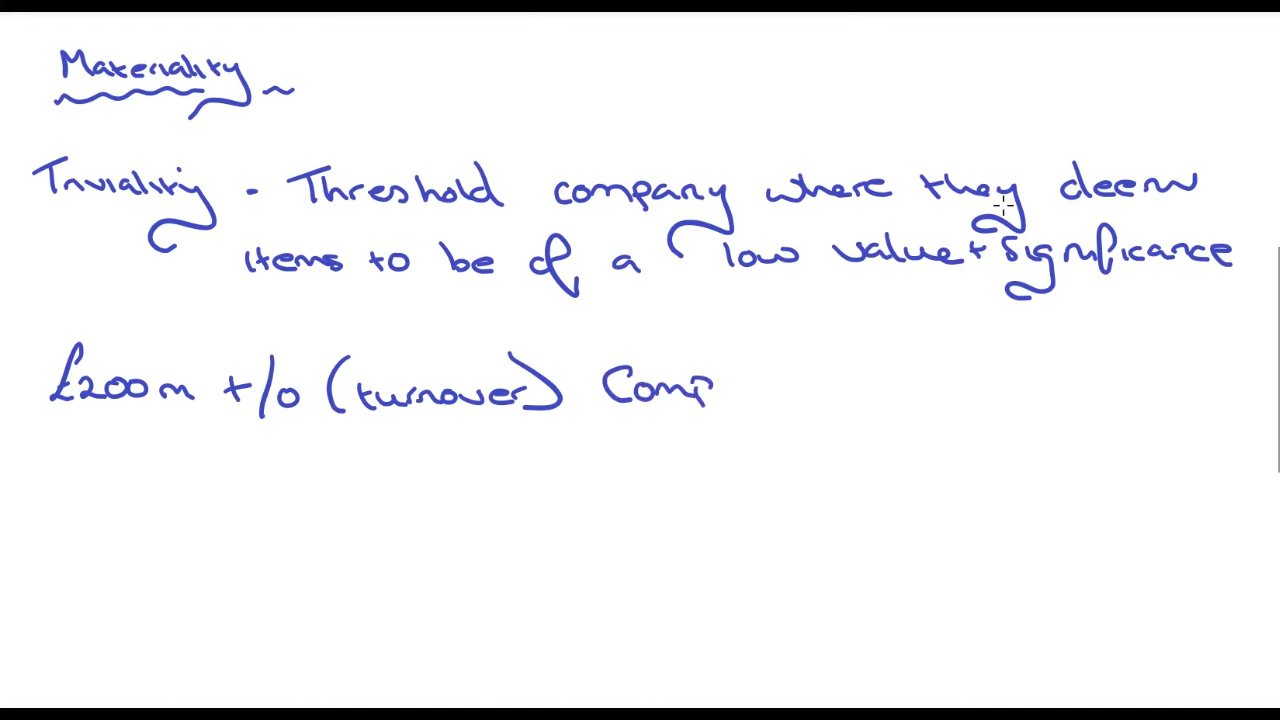 Materiality
Triviality - Threshold company where they deem
items to be of a low value + significance
£200m t/o (turnover) Comp